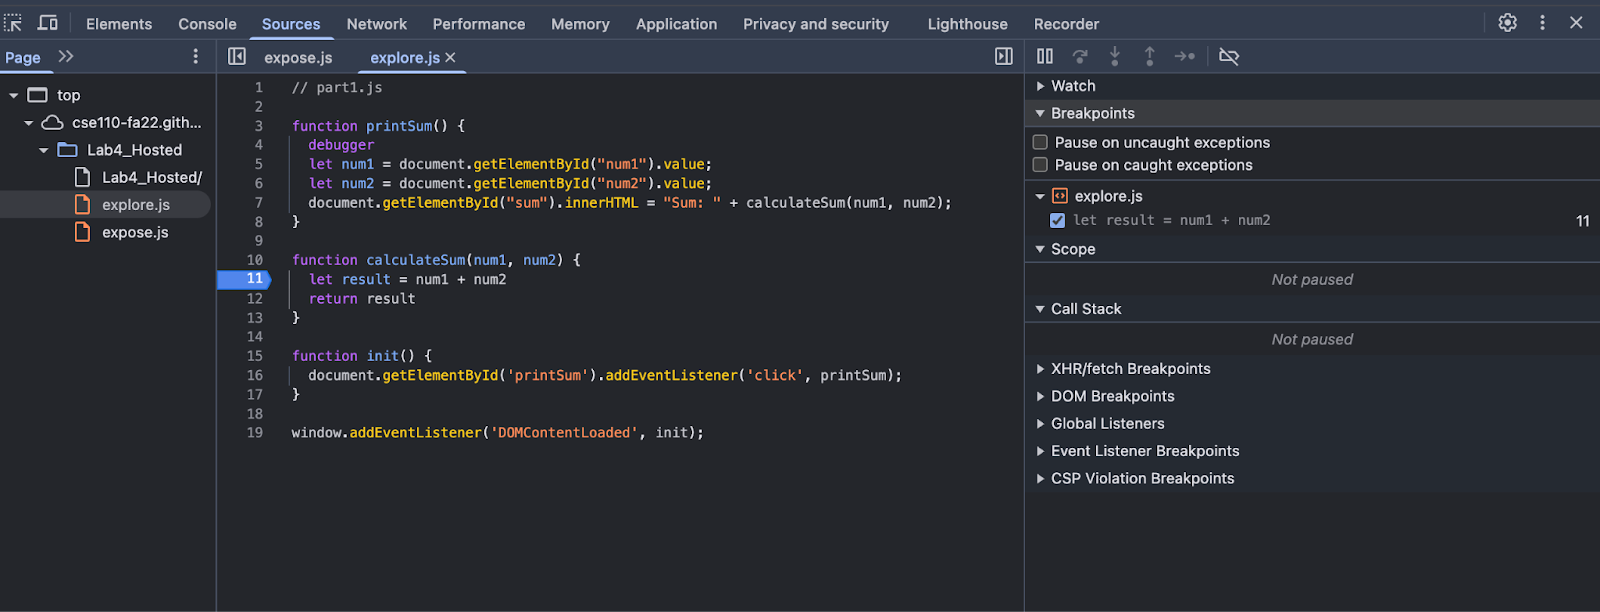 Elements Console Sources Network Performance Memory Application Privacy and security Lighthouse Recorder
Page
expose.js explore.js
top
cse110-fa22.gith...
Lab4_Hosted
Lab4_Hosted/
explore.js
expose.js
1 // part1.js
2
3 function printSum() {
4 debugger
5 let num1 = document.getElementById("num1").value;
6 let num2 = document.getElementById("num2").value;
7 document.getElementById("sum").innerHTML = "Sum: " + calculateSum(num1, num2);
8 }
9
10 function calculateSum(num1, num2) {
11 let result = num1 + num2
12 return result
13 }
14
15 function init() {
16 document.getElementById('printSum').addEventListener('click', printSum);
17 }
18
19 window.addEventListener('DOMContentLoaded', init);
Watch
Breakpoints
Pause on uncaught exceptions
Pause on caught exceptions
explore.js
let result = num1 + num2 11
Scope
Not paused
Call Stack
Not paused
XHR/fetch Breakpoints
DOM Breakpoints
Global Listeners
Event Listener Breakpoints
CSP Violation Breakpoints